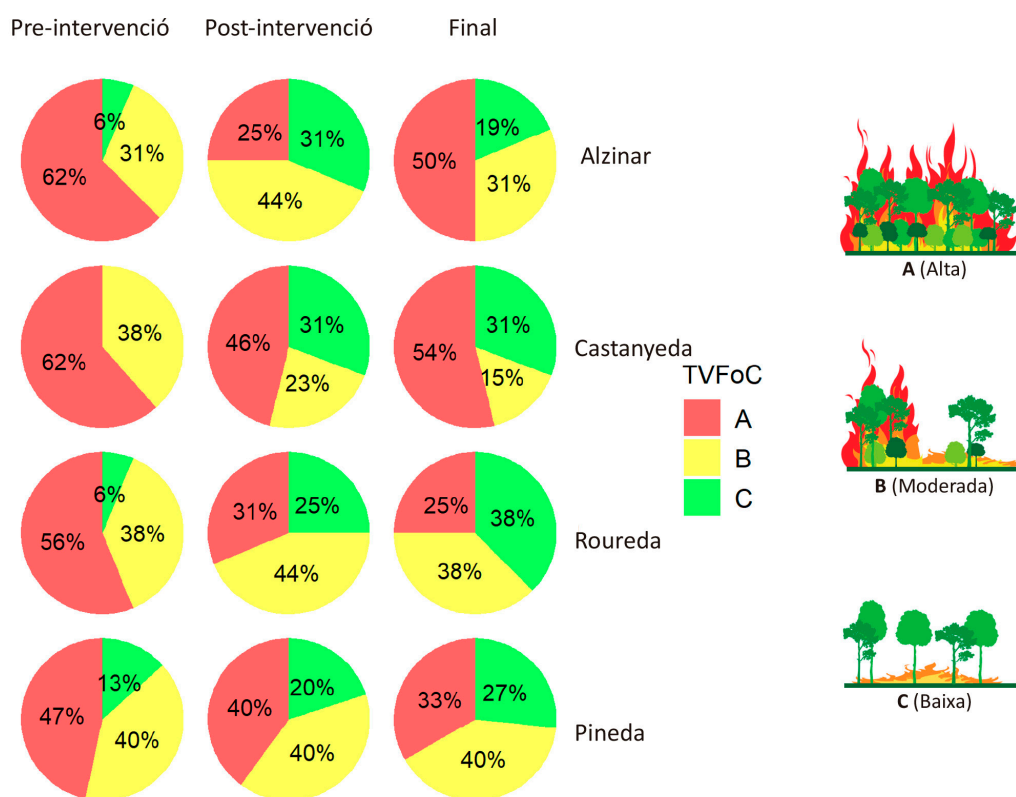 Pre-intervenció Post-intervenció Final
6% 31% 62%
25% 31% 44%
19% 50% 31%
Alzinar
38% 62%
46% 31% 23%
31% 54% 15%
Castanyeda
6% 38% 56%
31% 25% 44%
25% 38% 38%
Roureda
13% 47% 40%
20% 40% 40%
33% 27% 40%
Pineda
TVFoC
A
B
C
A (Alta)
B (Moderada)
C (Baixa)